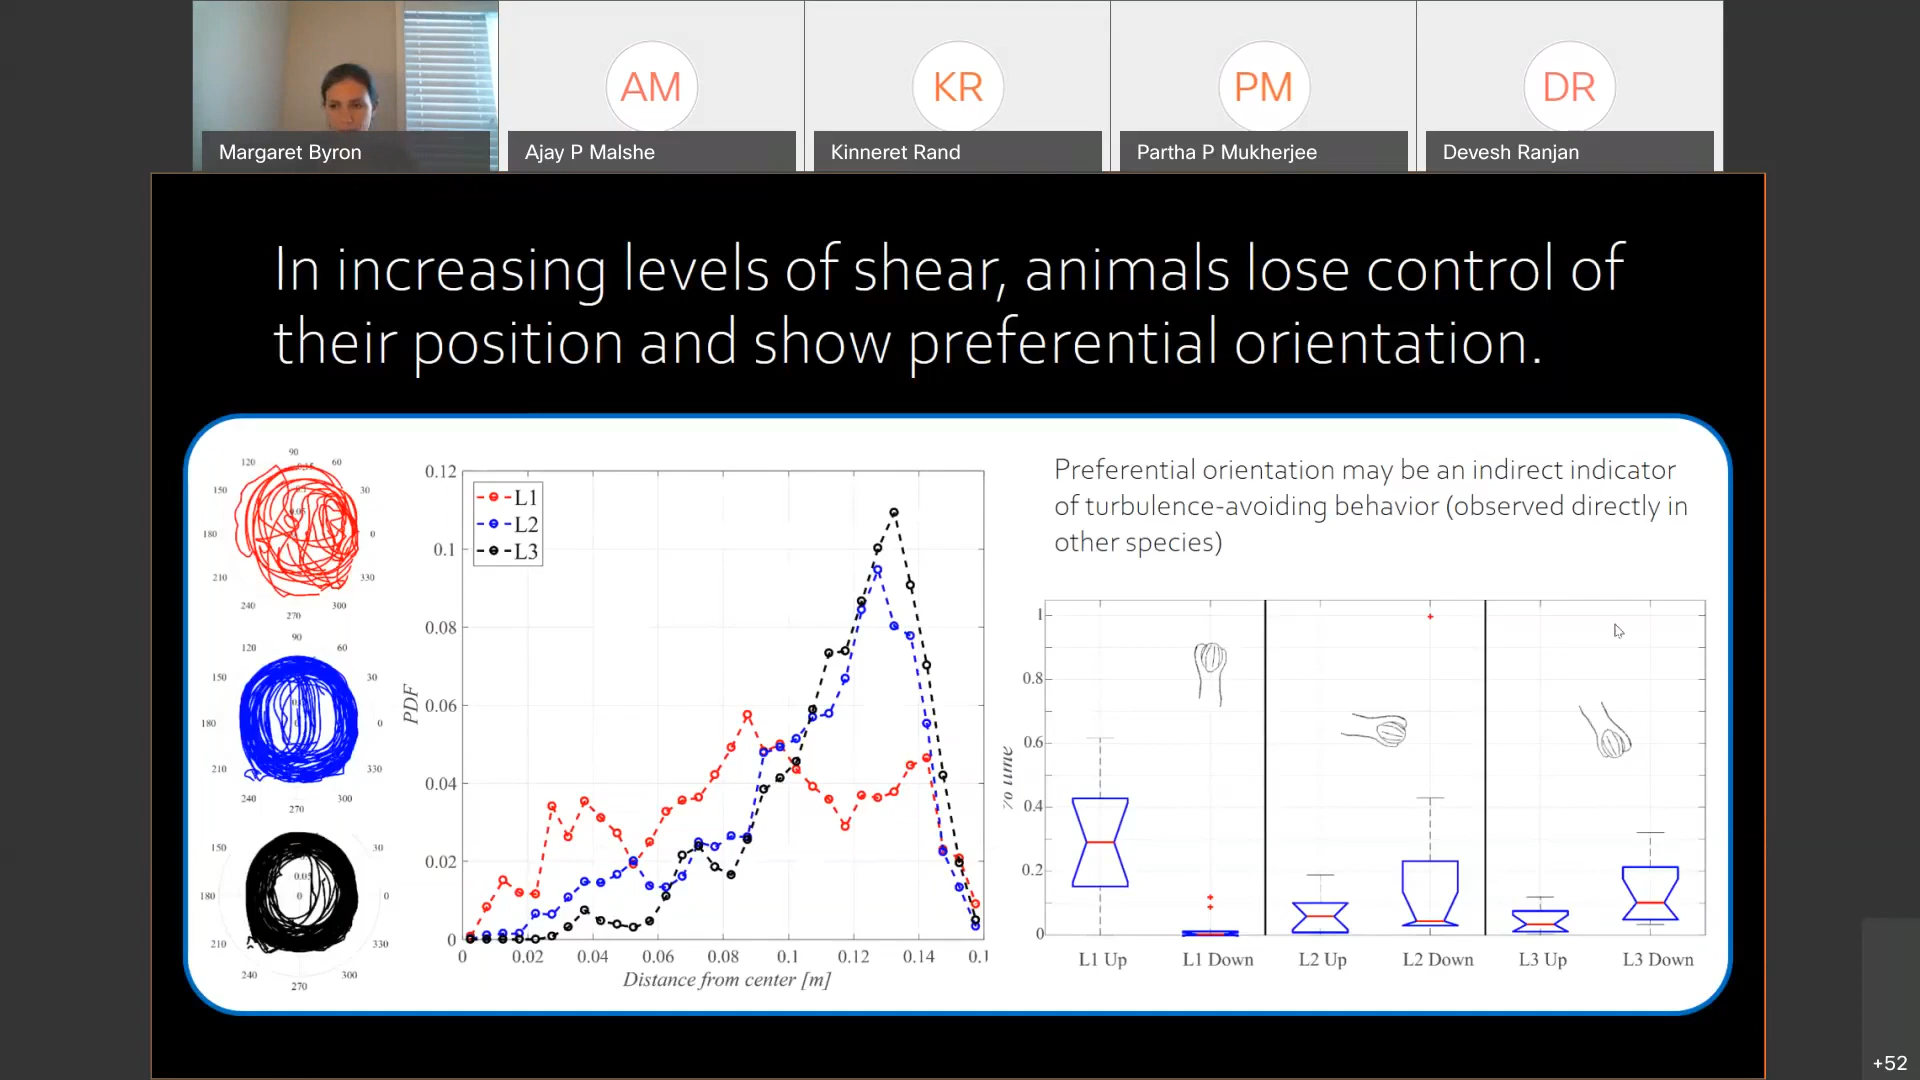 AM
KR
PM
DR
Margaret Byron
Ajay P Malshe
Kinneret Rand
Partha P Mukherjee
Devesh Ranjan
In increasing levels of shear, animals lose control of
their position and show preferential orientation.
90
120
60
150
30
180
0
210
330
240
300
270
90
120
60
150
30
180
0
210
330
240
300
270
150
30
0.05
180
0
0
210
330
240
300
270
0.12
0.1
0.08
0.06
0.04
0.02
0
PDF
L1
L2
L3
0
0.02
0.04
0.06
0.08
0.1
0.12
0.14
0.1
Distance from center [m]
Preferential orientation may be an indirect indicator
of turbulence-avoiding behavior (observed directly in
other species)
1
0.8
0.6
0.4
0.2
0
% time
L1 Up
L1 Down
L2 Up
L2 Down
L3 Up
L3 Down
+52